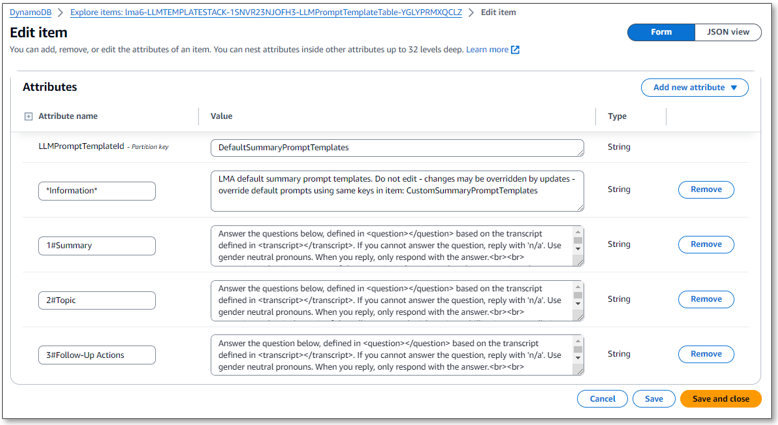 DynamoDB > Explore items: lma6-LLMTEMPLATESTACK-1SNVR23NJOFH3-LLMPromptTemplateTable-YGLYPRMXQCLZ > Edit item
Edit item
Form JSON view
You can add, remove, or edit the attributes of an item. You can nest attributes inside other attributes up to 32 levels deep. Learn more
Attributes
Add new attribute
Attribute name Value Type
LLMPromptTemplateId - Partition key DefaultSummaryPromptTemplates String
*Information* LMA default summary prompt templates. Do not edit - changes may be overridden by updates - String Remove
override default prompts using same keys in item: CustomSummaryPromptTemplates
1#Summary Answer the questions below, defined in <question></question> based on the transcript String Remove
defined in <transcript></transcript>. If you cannot answer the question, reply with 'n/a'. Use
gender neutral pronouns. When you reply, only respond with the answer.<br><br>
2#Topic Answer the questions below, defined in <question></question> based on the transcript String Remove
defined in <transcript></transcript>. If you cannot answer the question, reply with 'n/a'. Use
gender neutral pronouns. When you reply, only respond with the answer.<br><br>
3#Follow-Up Actions Answer the question below, defined in <question></question> based on the transcript String Remove
defined in <transcript></transcript>. If you cannot answer the question, reply with 'n/a'. Use
gender neutral pronouns. When you reply, only respond with the answer.<br><br>
Cancel Save Save and close